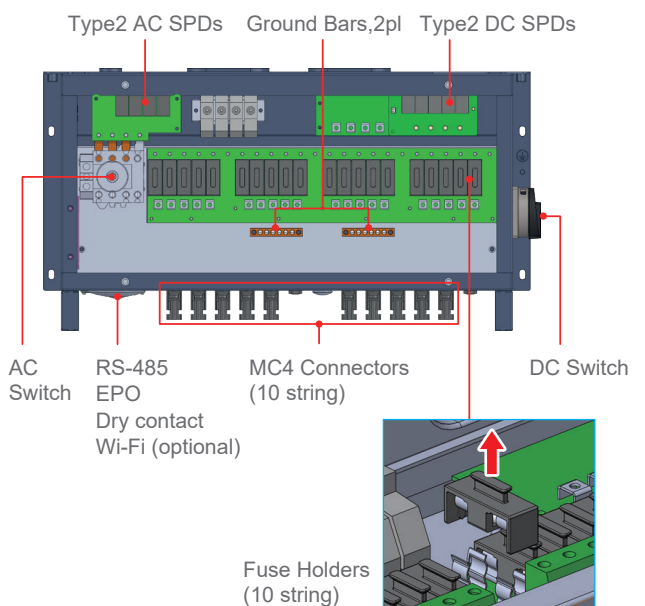 Type2 AC SPDs
Ground Bars,2pl
Type2 DC SPDs
AC
Switch
RS-485
EPO
Dry contact
Wi-Fi (optional)
MC4 Connectors
(10 string)
DC Switch
Fuse Holders
(10 string)